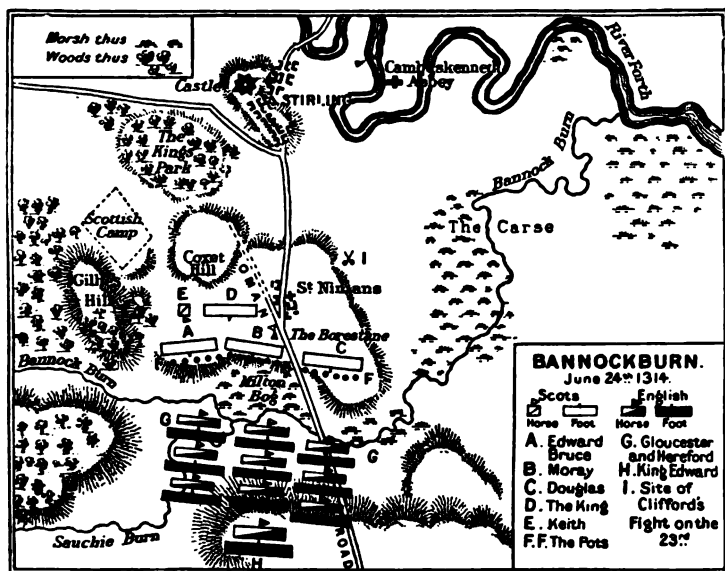 Marsh thus
Woods thus
Castle
STIRLING
Cambuskenneth
Abbey
River Forth
The
Kings
Park
Bannock Burn
Scottish
Camp
The Carse
Coxet
Hill
ROMAN
I
St Ninians
Gillies
Hill
E
D
The Borestone
A
B
C
F
F
Bannock Burn
Milton
Bog
G
G
Sauchie Burn
H
ROAD
BANNOCKBURN.
June 24TH 1314.
Scots
English
Horse
Foot
Horse
Foot
A. Edward
Bruce
B. Moray
C. Douglas
D. The King
E. Keith
F.F. The Pots
G. Gloucester
and Hereford
H. King Edward
I. Site of
Clifford's
Fight on the
23rd